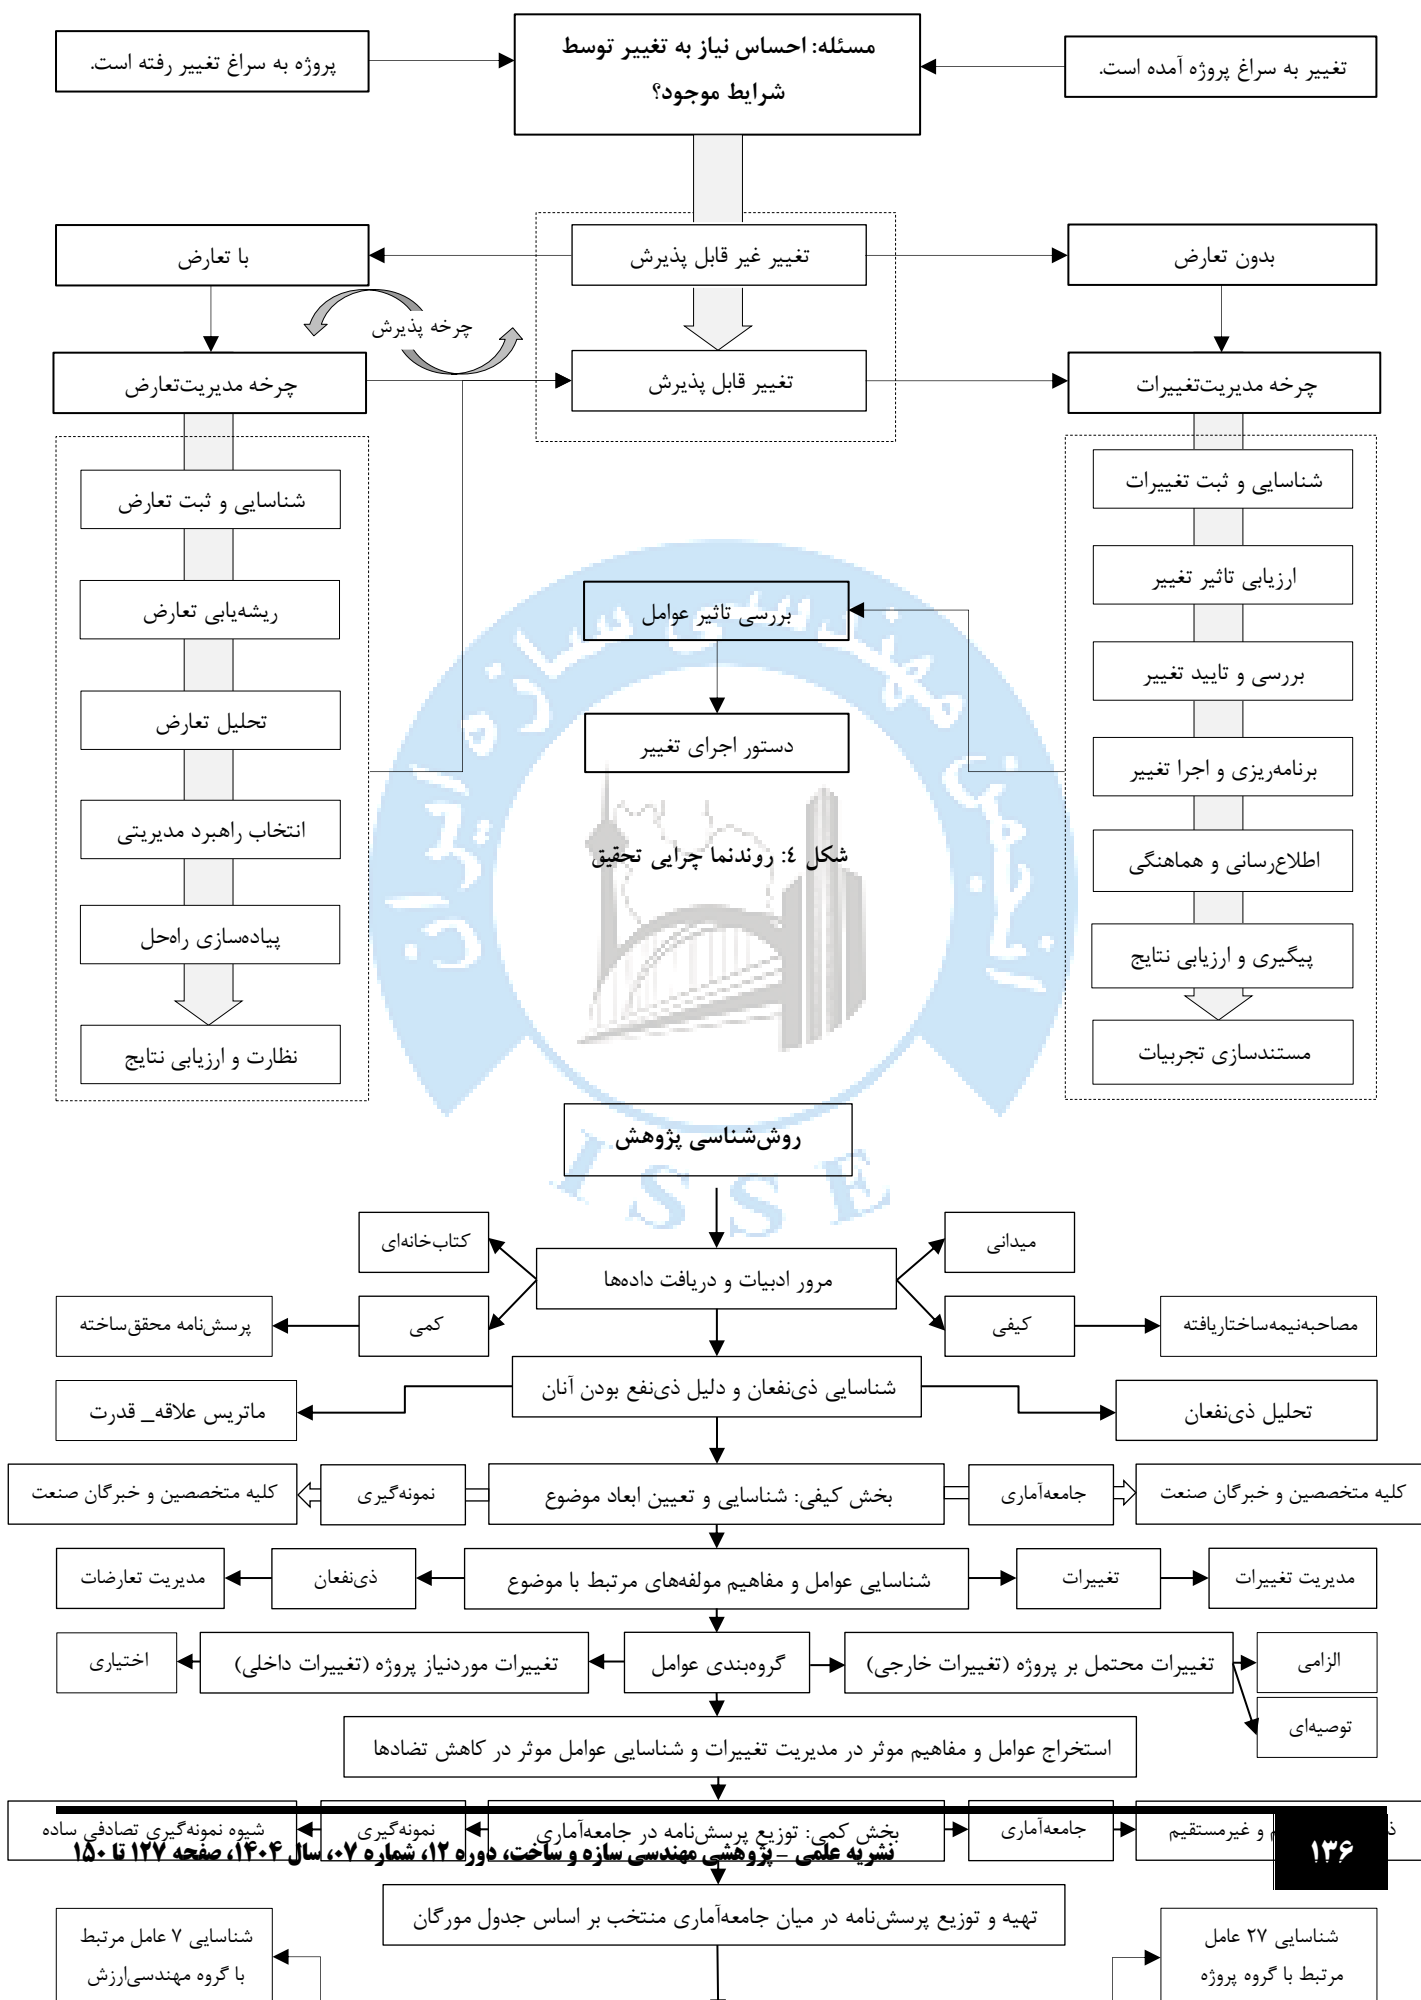 مسئله: احساس نیاز به تغییر توسط
شرایط موجود؟
تغییر به سراغ پروژه آمده است.
پروژه به سراغ تغییر رفته است.
بدون تعارض
تغییر غیر قابل پذیرش
با تعارض
چرخه پذیرش
چرخه مدیریت‌تغییرات
تغییر قابل پذیرش
چرخه مدیریت‌تعارض
شناسایی و ثبت تغییرات
ارزیابی تاثیر تغییر
بررسی و تایید تغییر
برنامه‌ریزی و اجرا تغییر
اطلاع‌رسانی و هماهنگی
پیگیری و ارزیابی نتایج
مستندسازی تجربیات
بررسی تاثیر عوامل
دستور اجرای تغییر
شناسایی و ثبت تعارض
ریشه‌یابی تعارض
تحلیل تعارض
انتخاب راهبرد مدیریتی
پیاده‌سازی راه‌حل
نظارت و ارزیابی نتایج
انجمن مهندسی سازه ایران
ISSE
شکل ٤: روندنما چرایی تحقیق
روش‌شناسی پژوهش
میدانی
کتاب‌خانه‌ای
مرور ادبیات و دریافت داده‌ها
مصاحبه‌نیمه‌ساختاریافته
کیفی
کمی
پرسش‌نامه محقق‌ساخته
شناسایی ذی‌نفعان و دلیل ذی‌نفع بودن آنان
تحلیل ذی‌نفعان
ماتریس علاقه_ قدرت
کلیه متخصصین و خبرگان صنعت
جامعه‌آماری
بخش کیفی: شناسایی و تعیین ابعاد موضوع
نمونه‌گیری
کلیه متخصصین و خبرگان صنعت
مدیریت تغییرات
تغییرات
شناسایی عوامل و مفاهیم مولفه‌های مرتبط با موضوع
ذی‌نفعان
مدیریت تعارضات
الزامی
تغییرات محتمل بر پروژه (تغییرات خارجی)
گروه‌بندی عوامل
تغییرات موردنیاز پروژه (تغییرات داخلی)
اختیاری
توصیه‌ای
استخراج عوامل و مفاهیم موثر در مدیریت تغییرات و شناسایی عوامل موثر در کاهش تضادها
و غیرمستقیم
جامعه‌آماری
بخش کمی: توزیع پرسش‌نامه در جامعه‌آماری
نمونه‌گیری
شیوه نمونه‌گیری تصادفی ساده
۱۳۶
نشریه علمی – پژوهشی مهندسی سازه و ساخت، دوره ۱۲، شماره ۰۷، سال ۱۴۰۴، صفحه ۱۲۷ تا ۱۵۰
تهیه و توزیع پرسش‌نامه در میان جامعه‌آماری منتخب بر اساس جدول مورگان
شناسایی ۲۷ عامل
مرتبط با گروه پروژه
شناسایی ۷ عامل مرتبط
با گروه مهندسی‌ارزش